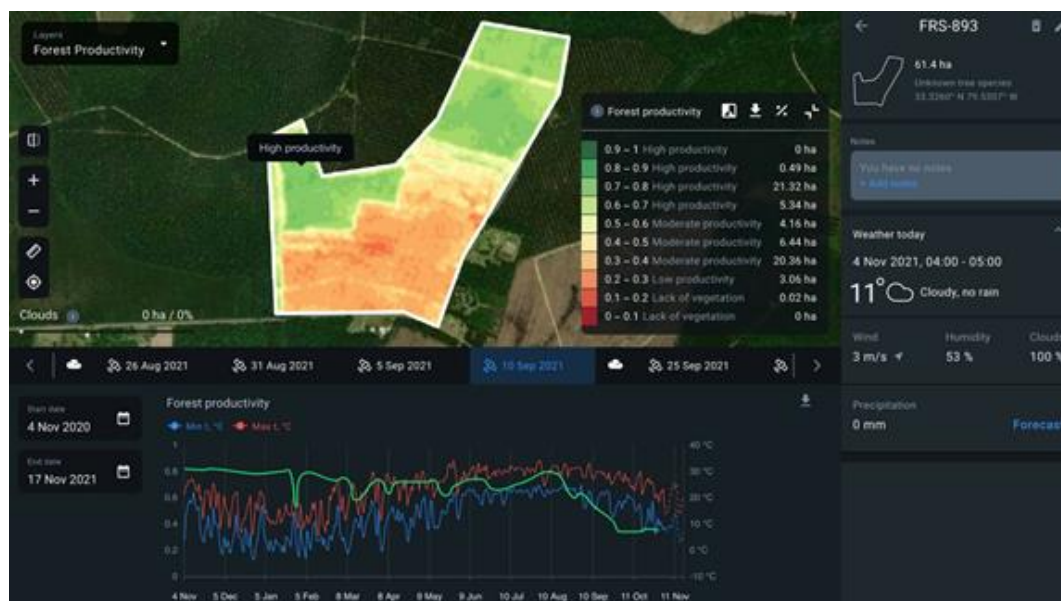 Layers
Forest Productivity
High productivity
Clouds
0 ha / 0%
Forest productivity
0.9 – 1 High productivity 0 ha
0.8 – 0.9 High productivity 0.49 ha
0.7 – 0.8 High productivity 21.32 ha
0.6 – 0.7 High productivity 5.34 ha
0.5 – 0.6 Moderate productivity 4.16 ha
0.4 – 0.5 Moderate productivity 6.44 ha
0.3 – 0.4 Moderate productivity 20.36 ha
0.2 – 0.3 Low productivity 3.06 ha
0.1 – 0.2 Lack of vegetation 0.02 ha
0 – 0.1 Lack of vegetation 0 ha
FRS-893
61.4 ha
Unknown tree species
Notes
You have no notes
+ Add notes
Weather today
4 Nov 2021, 04:00 - 05:00
11° Cloudy, no rain
Wind Humidity Clouds
3 m/s 53 % 100 %
Precipitation
0 mm Forecast
26 Aug 2021 31 Aug 2021 5 Sep 2021 10 Sep 2021 25 Sep 2021
Start date
4 Nov 2020
End date
17 Nov 2021
Forest productivity
Min t, °C Max t, °C
1 40 °C
0.8 30 °C
0.6 20 °C
0.4 10 °C
0.2 0 °C
0 -10 °C
4 Nov 5 Dec 5 Jan 5 Feb 8 Mar 8 Apr 9 May 9 Jun 10 Jul 10 Aug 10 Sep 11 Oct 11 Nov